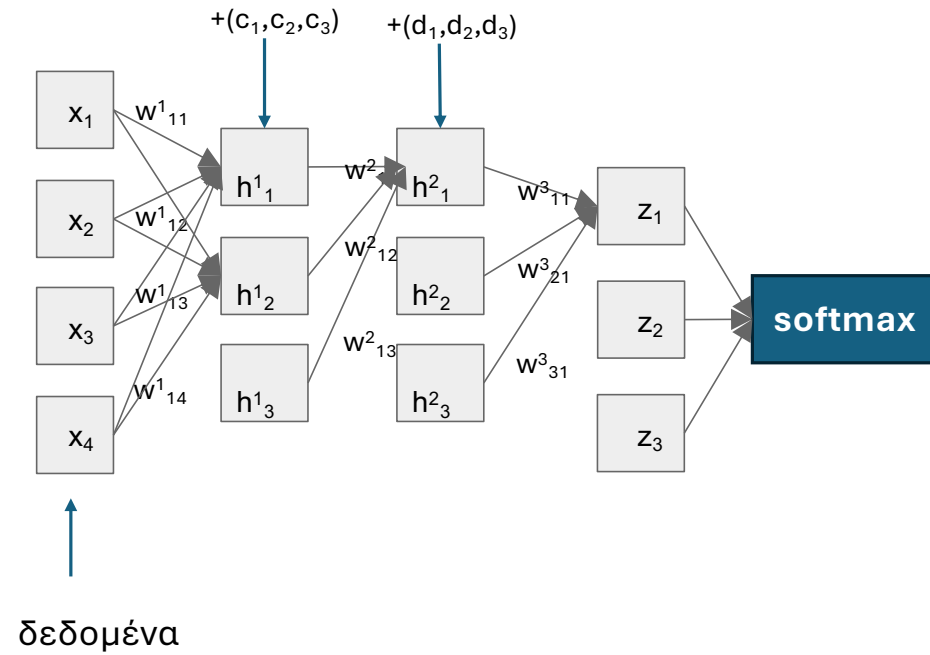 +(c₁,c₂,c₃)
+(d₁,d₂,d₃)
x₁
x₂
x₃
x₄
w¹₁₁
w¹₁₂
w¹₁₃
w¹₁₄
h¹₁
h¹₂
h¹₃
w²
w²₁₂
w²₁₃
h²₁
h²₂
h²₃
w³₁₁
w³₂₁
w³₃₁
z₁
z₂
z₃
softmax
δεδομένα